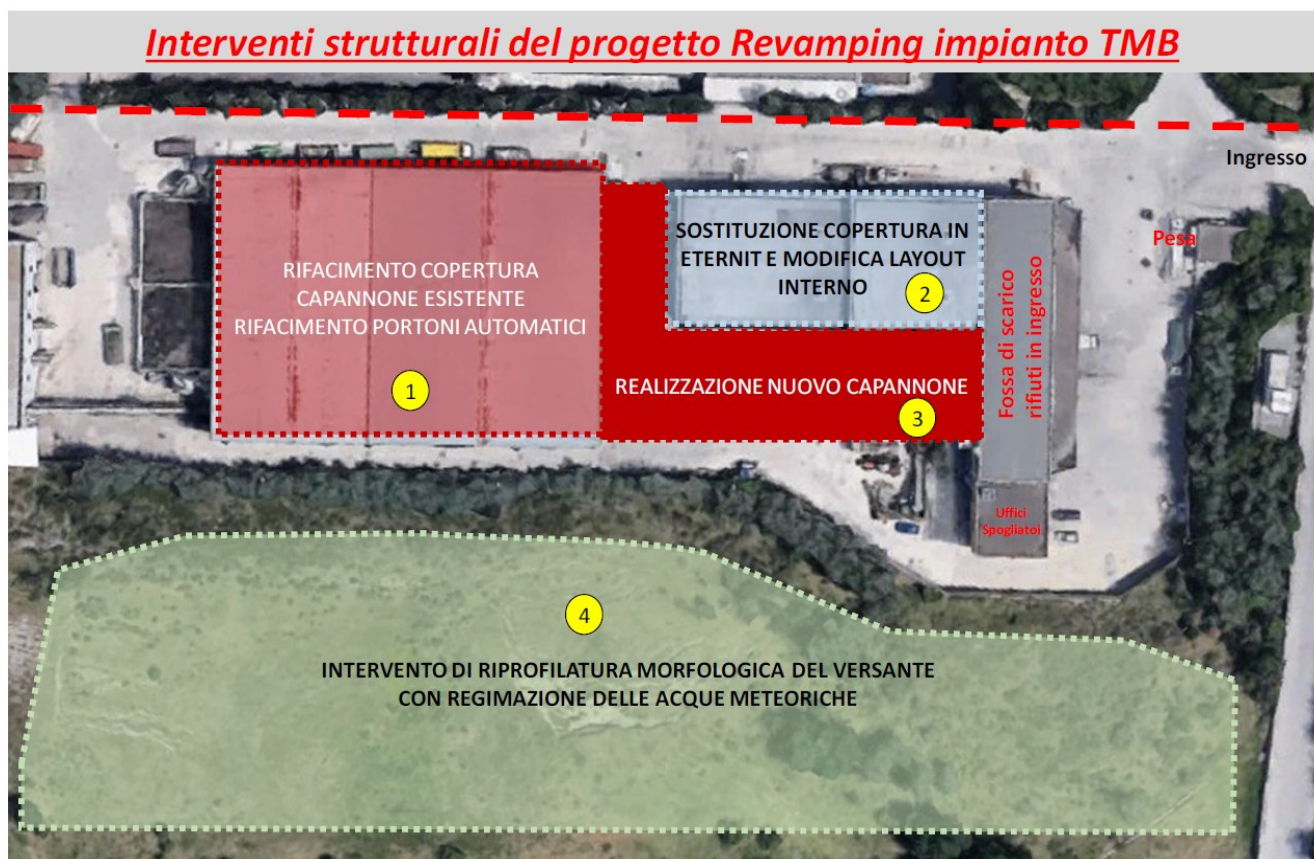 Interventi strutturali del progetto Revamping impianto TMB
Ingresso
Pesa
SOSTITUZIONE COPERTURA IN
ETERNIT E MODIFICA LAYOUT
INTERNO
2
RIFACIMENTO COPERTURA
CAPANNONE ESISTENTE
RIFACIMENTO PORTONI AUTOMATICI
1
Fossa di scarico
rifiuti in ingresso
REALIZZAZIONE NUOVO CAPANNONE
3
Uffici
Spogliatoi
4
INTERVENTO DI RIPROFILATURA MORFOLOGICA DEL VERSANTE
CON REGIMAZIONE DELLE ACQUE METEORICHE